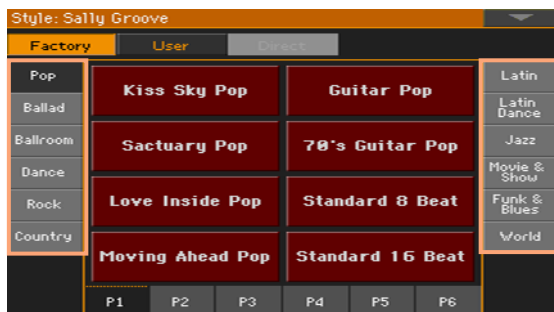 Style: Sally Groove
Factory User Direct
Pop
Ballad
Ballroom
Dance
Rock
Country
Kiss Sky Pop Guitar Pop
Sactuary Pop 70's Guitar Pop
Love Inside Pop Standard 8 Beat
Moving Ahead Pop Standard 16 Beat
Latin
Latin
Dance
Jazz
Movie &
Show
Funk &
Blues
World
P1 P2 P3 P4 P5 P6